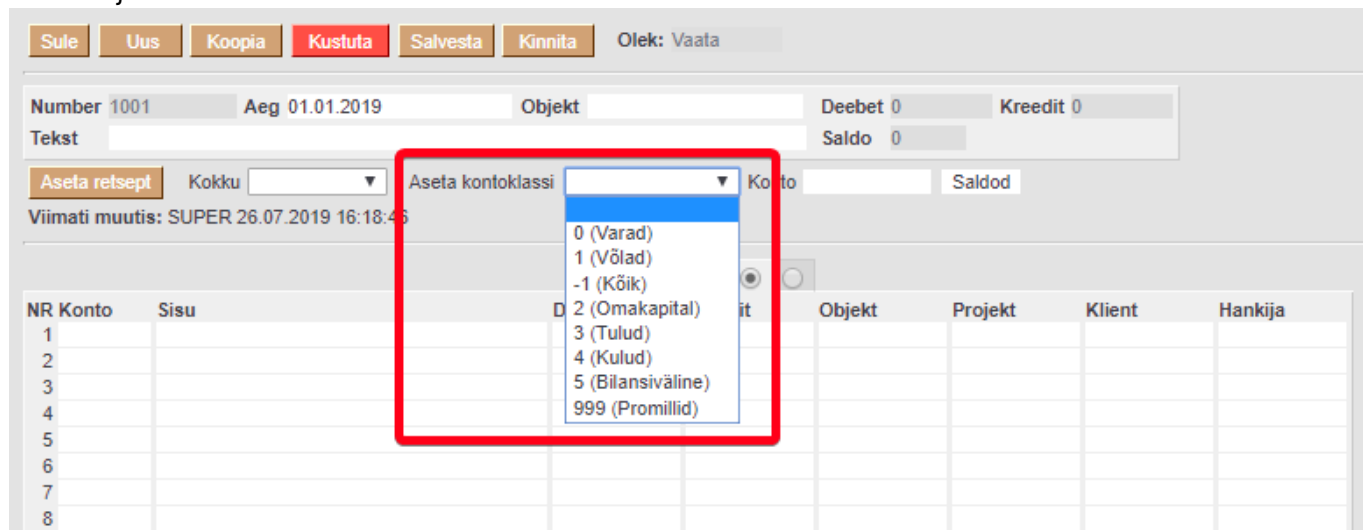 Sule Uus Koopia Kustuta Salvesta Kinnita Olek: Vaata
Number 1001 Aeg 01.01.2019 Objekt Deebet 0 Kreedit 0
Tekst Saldo 0
Aseta retsept Kokku Aseta kontoklassi Konto Saldod
Viimati muutis: SUPER 26.07.2019 16:18:46
0 (Varad)
1 (Võlad)
-1 (Kõik)
2 (Omakapital)
3 (Tulud)
4 (Kulud)
5 (Bilansiväline)
999 (Promillid)
NR Konto Sisu D it Objekt Projekt Klient Hankija
1
2
3
4
5
6
7
8